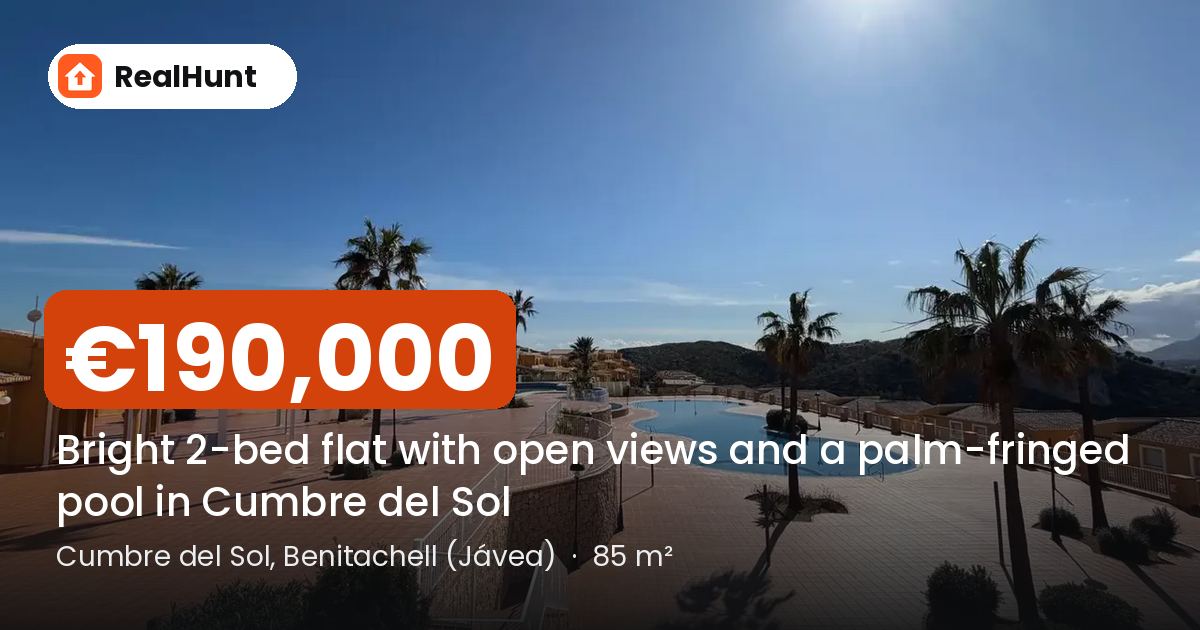 RealHunt
€190,000
Bright 2-bed flat with open views and a palm-fringed
pool in Cumbre del Sol
Cumbre del Sol, Benitachell (Jávea) · 85 m²